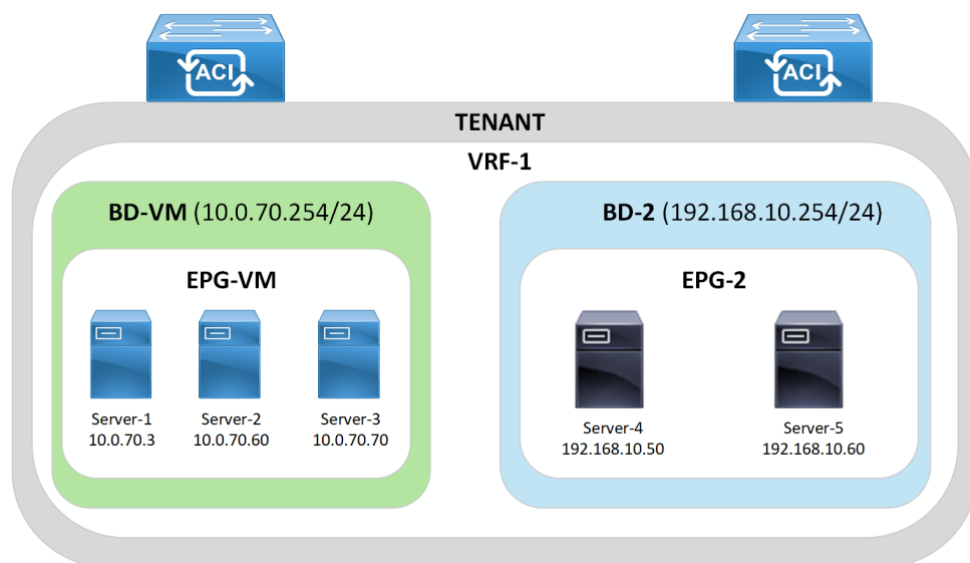 ACI
ACI
TENANT
VRF-1
BD-VM (10.0.70.254/24)
EPG-VM
Server-1
10.0.70.3
Server-2
10.0.70.60
Server-3
10.0.70.70
BD-2 (192.168.10.254/24)
EPG-2
Server-4
192.168.10.50
Server-5
192.168.10.60